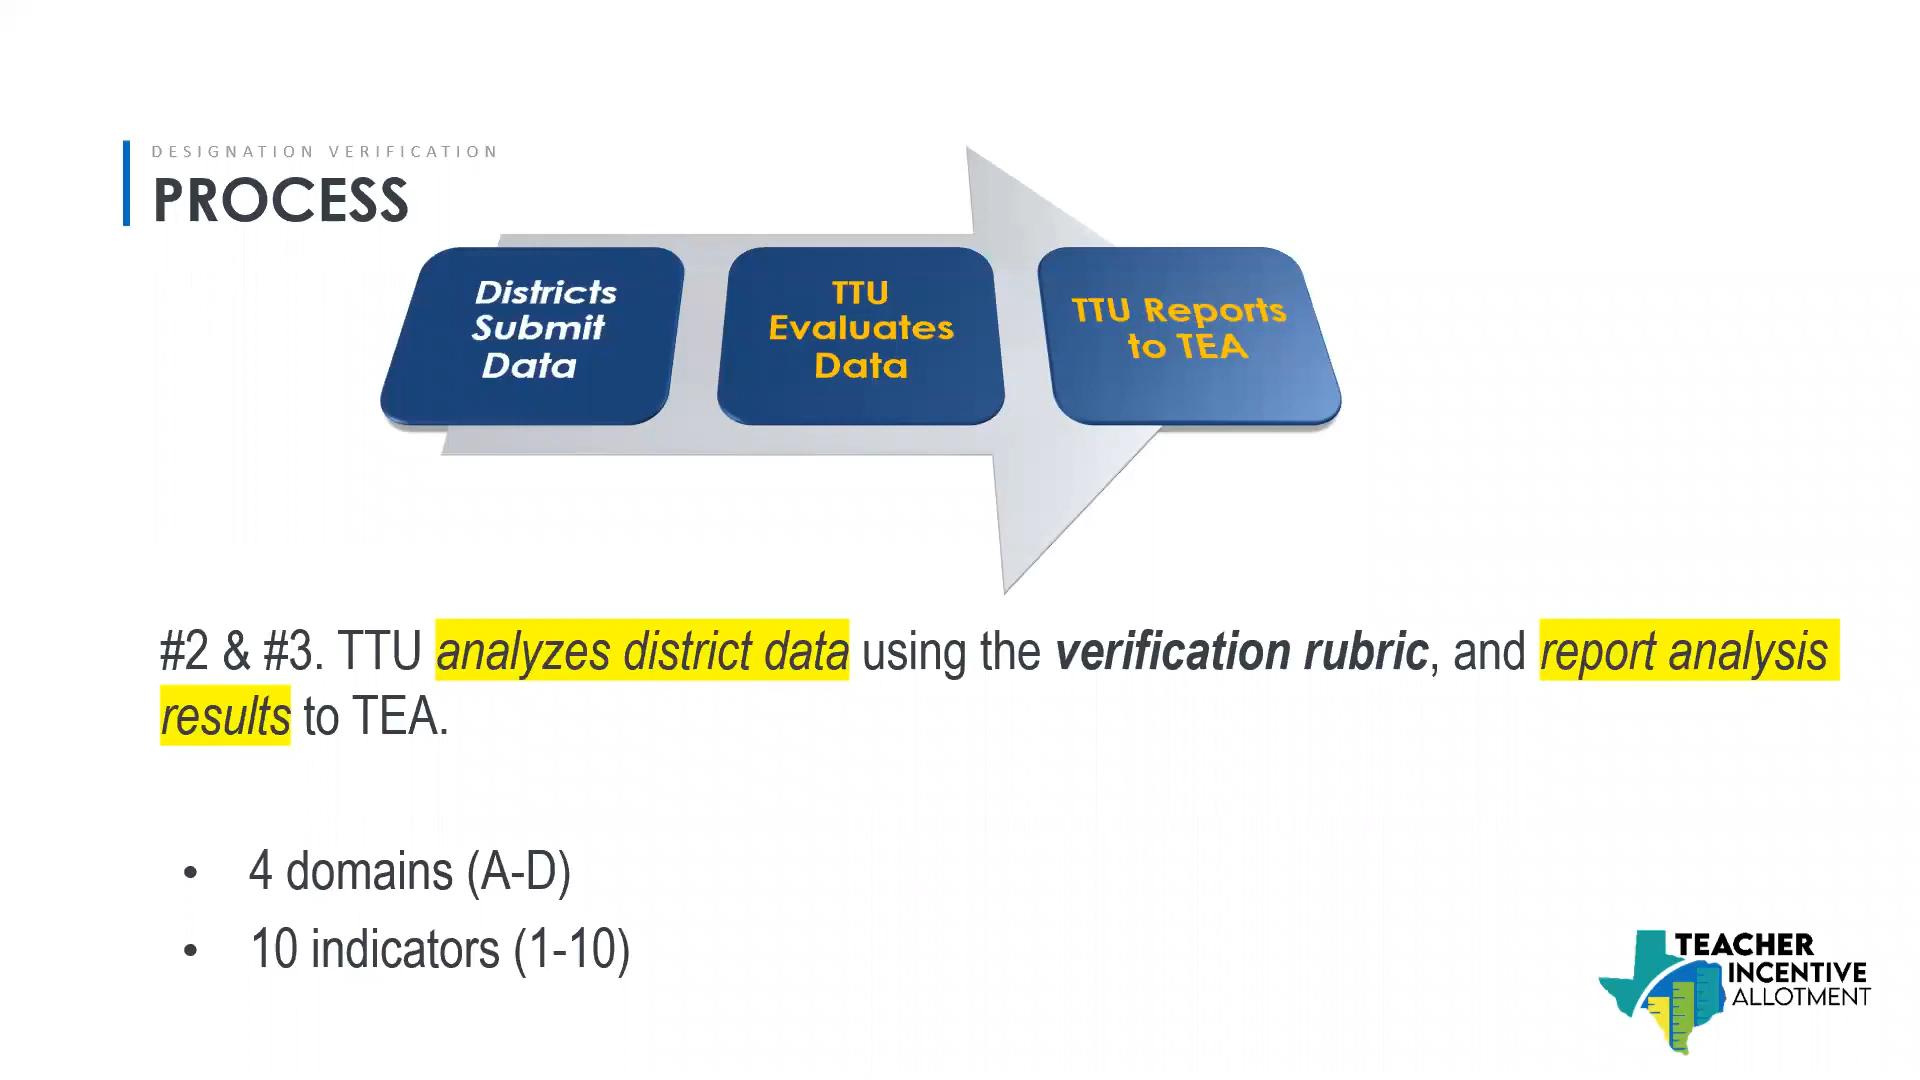 DESIGNATION VERIFICATION
PROCESS
Districts
Submit
Data
TTU
Evaluates
Data
TTU Reports
to TEA
#2 & #3. TTU analyzes district data using the verification rubric, and report analysis
results to TEA.
• 4 domains (A-D)
• 10 indicators (1-10)
TEACHER
INCENTIVE
ALLOTMENT